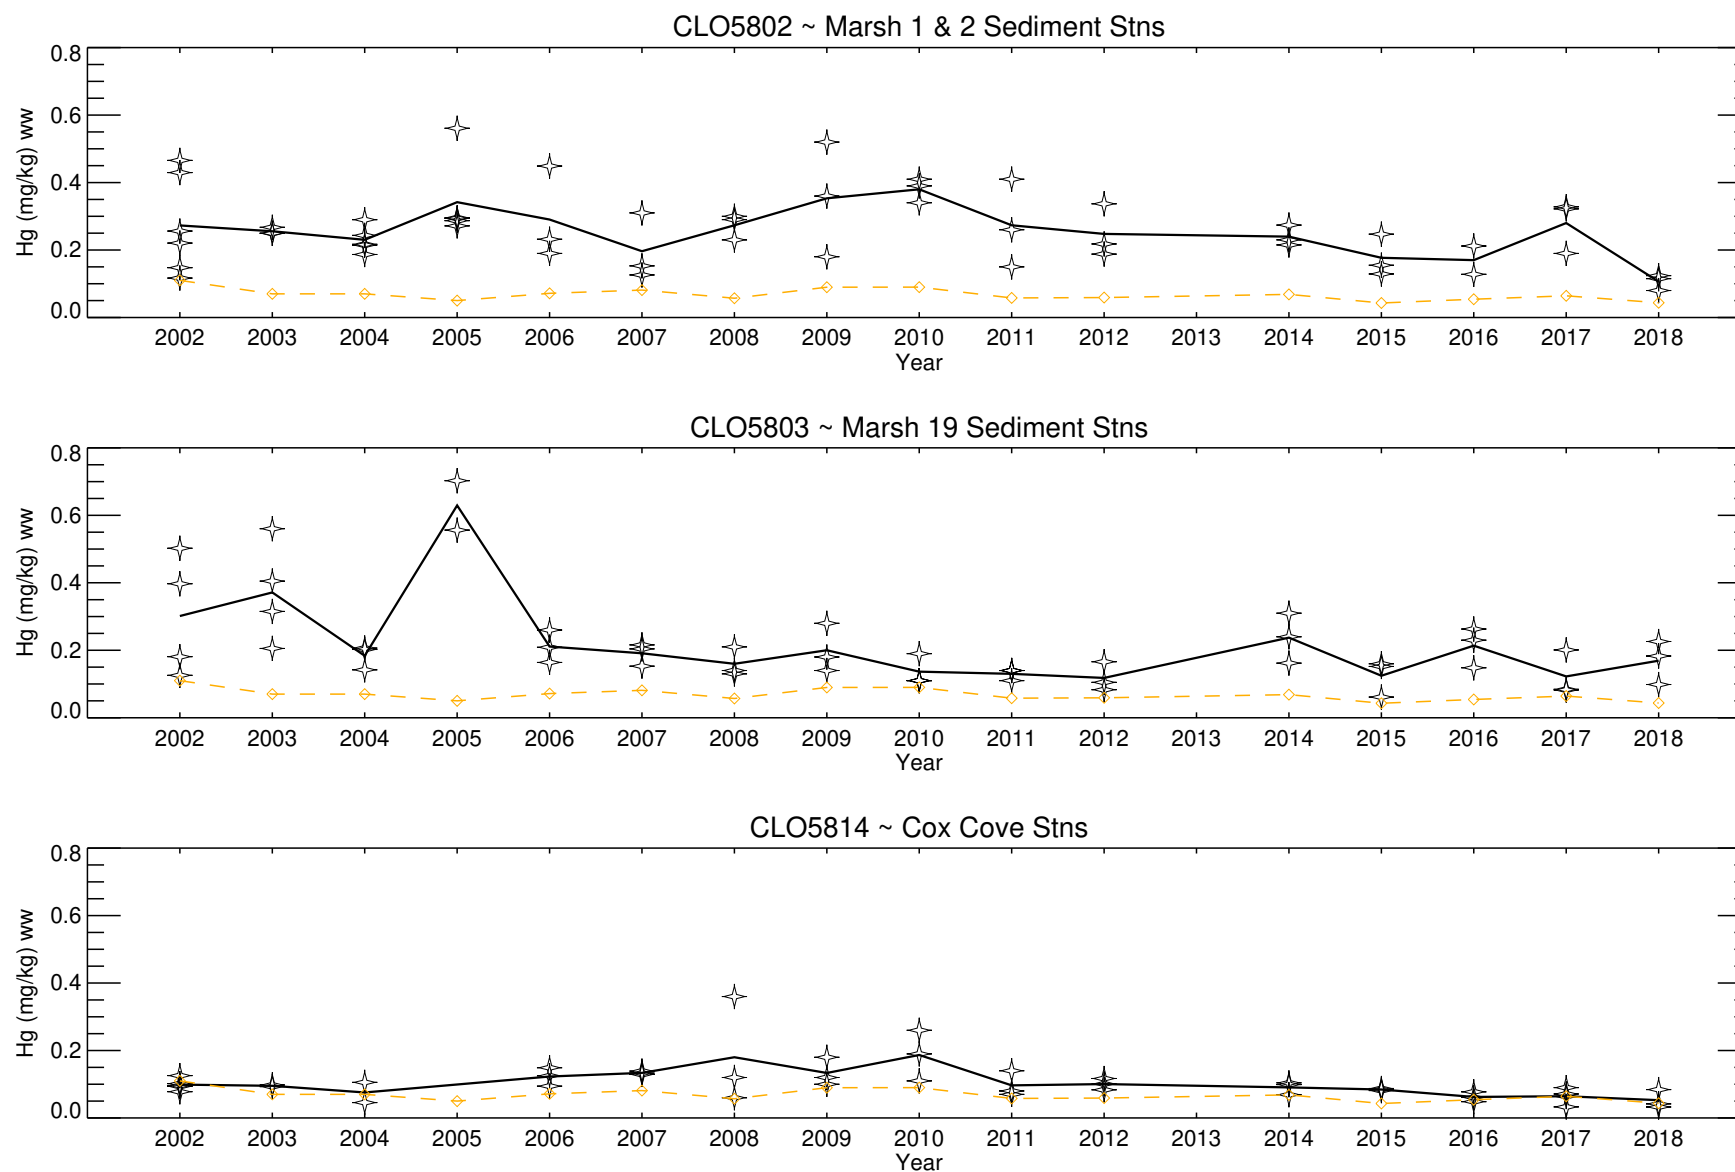 CLO5802 ~ Marsh 1 & 2 Sediment Stns
0.8
0.6
0.4
0.2
0.0
Hg (mg/kg) ww
2002 2003 2004 2005 2006 2007 2008 2009 2010 2011 2012 2013 2014 2015 2016 2017 2018
Year
CLO5803 ~ Marsh 19 Sediment Stns
0.8
0.6
0.4
0.2
0.0
Hg (mg/kg) ww
2002 2003 2004 2005 2006 2007 2008 2009 2010 2011 2012 2013 2014 2015 2016 2017 2018
Year
CLO5814 ~ Cox Cove Stns
0.8
0.6
0.4
0.2
0.0
Hg (mg/kg) ww
2002 2003 2004 2005 2006 2007 2008 2009 2010 2011 2012 2013 2014 2015 2016 2017 2018
Year